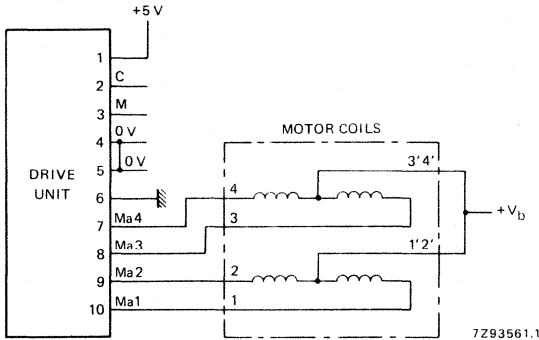 +5 V
1
2 C
3 M
4 0 V
5 0 V
6
7 Ma4
8 Ma3
9 Ma2
10 Ma1
DRIVE
UNIT
MOTOR COILS
3'4'
4
3
+Vb
1'2'
2
1
7Z93561.1